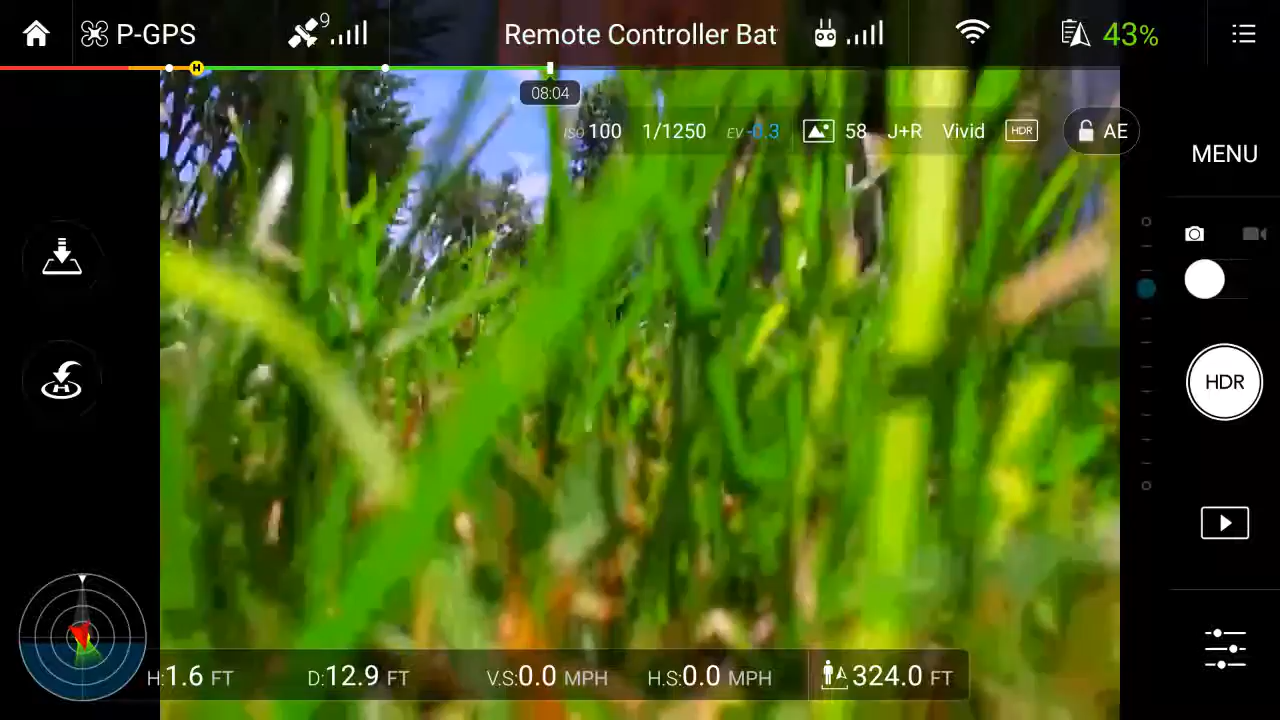 P-GPS 9 Remote Controller Bat 43%
H
08:04
ISO 100 1/1250 EV -0.3 58 J+R Vivid HDR AE
MENU
HDR
H
H:1.6 FT D:12.9 FT V.S:0.0 MPH H.S:0.0 MPH 324.0 FT